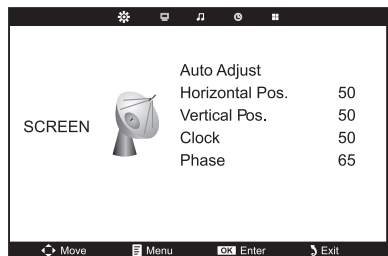 Auto Adjust
Horizontal Pos. 50
Vertical Pos. 50
SCREEN
Clock 50
Phase 65
Move Menu OK Enter Exit